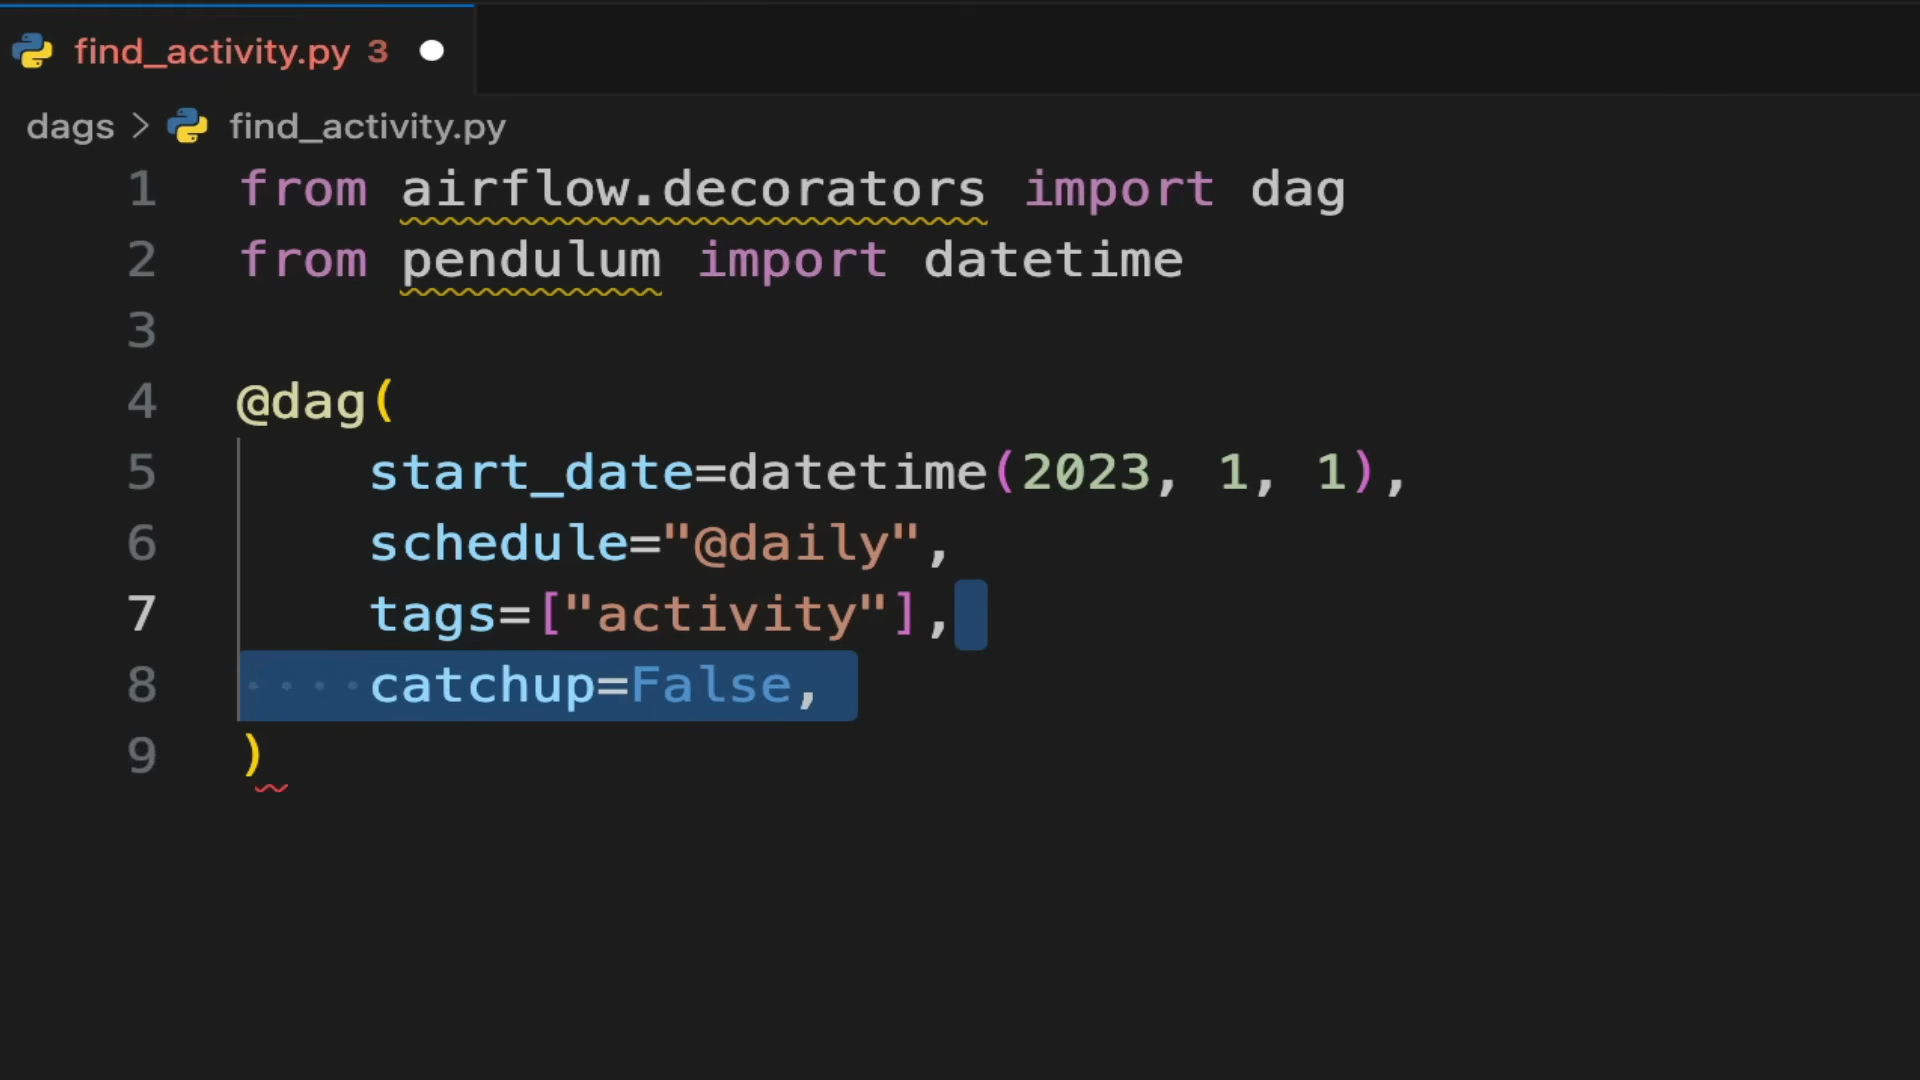 find_activity.py 3
dags > find_activity.py
1 from airflow.decorators import dag
2 from pendulum import datetime
3
4 @dag(
5     start_date=datetime(2023, 1, 1),
6     schedule="@daily",
7     tags=["activity"],
8     catchup=False,
9 )